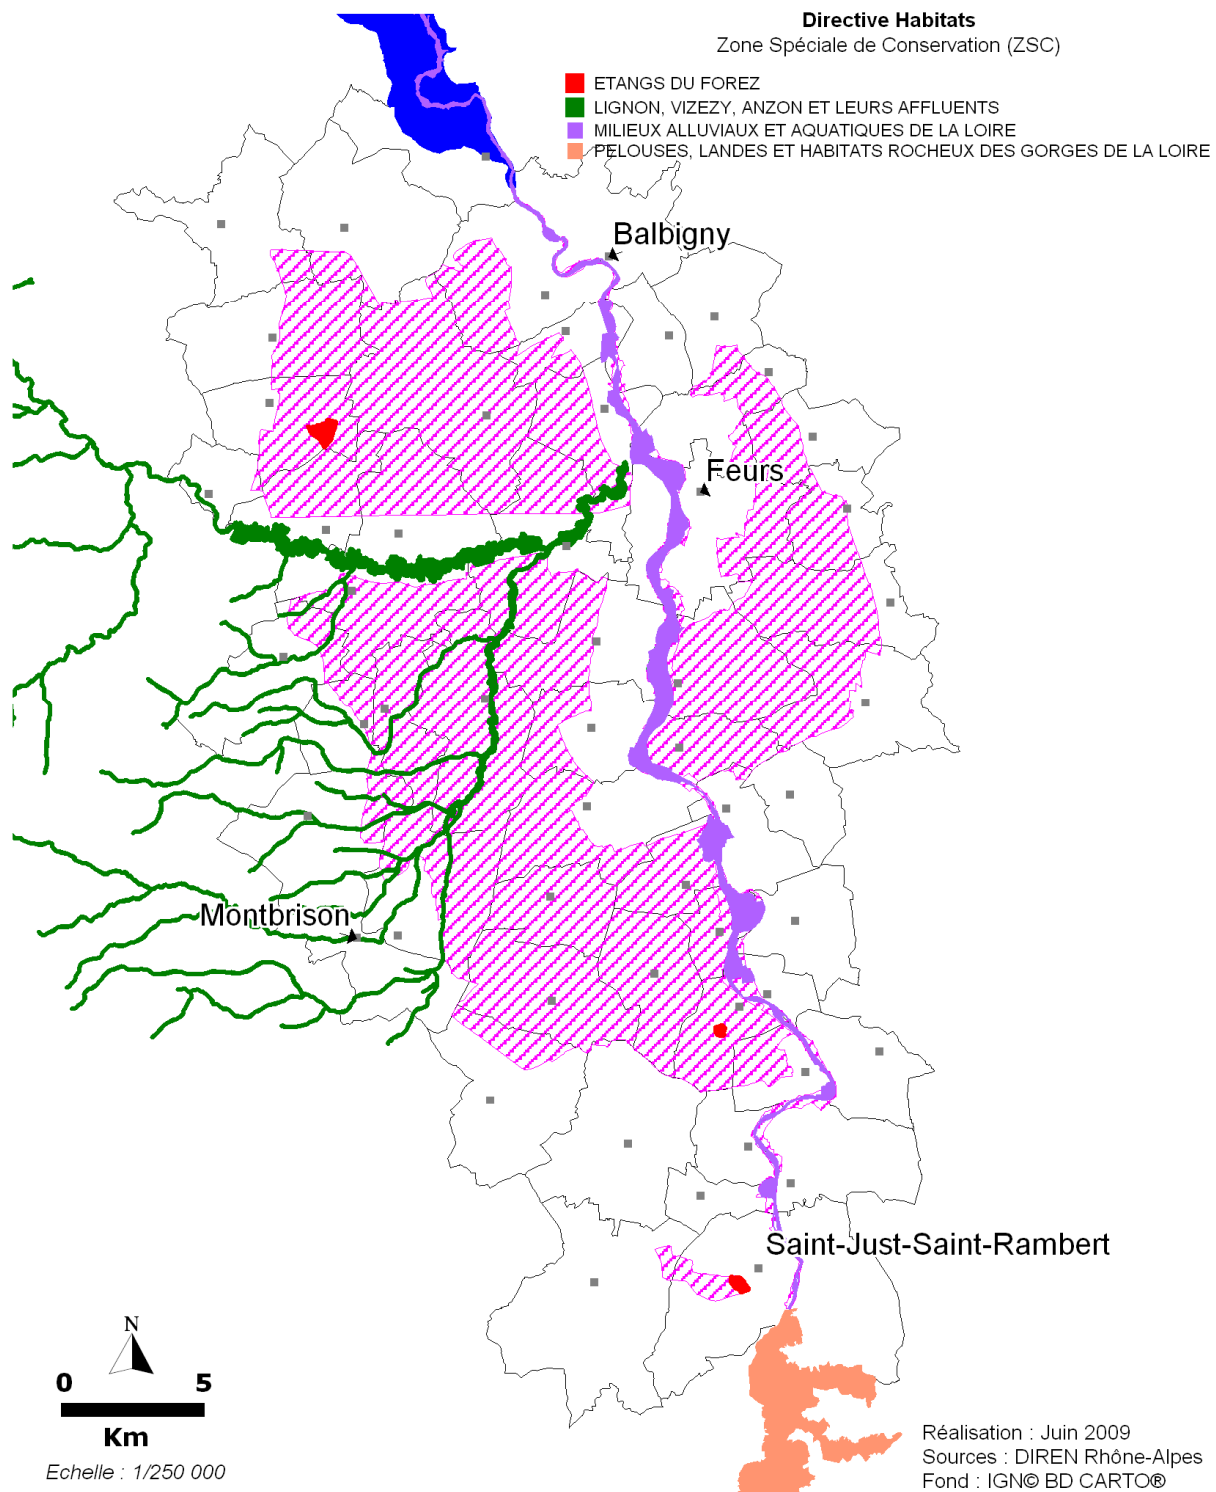 Directive Habitats
Zone Spéciale de Conservation (ZSC)
ETANGS DU FOREZ
LIGNON, VIZEZY, ANZON ET LEURS AFFLUENTS
MILIEUX ALLUVIAUX ET AQUATIQUES DE LA LOIRE
PELOUSES, LANDES ET HABITATS ROCHEUX DES GORGES DE LA LOIRE
Balbigny
Feurs
Montbrison
Saint-Just-Saint-Rambert
N
0 5
Km
Echelle : 1/250 000
Réalisation : Juin 2009
Sources : DIREN Rhône-Alpes
Fond : IGN© BD CARTO®